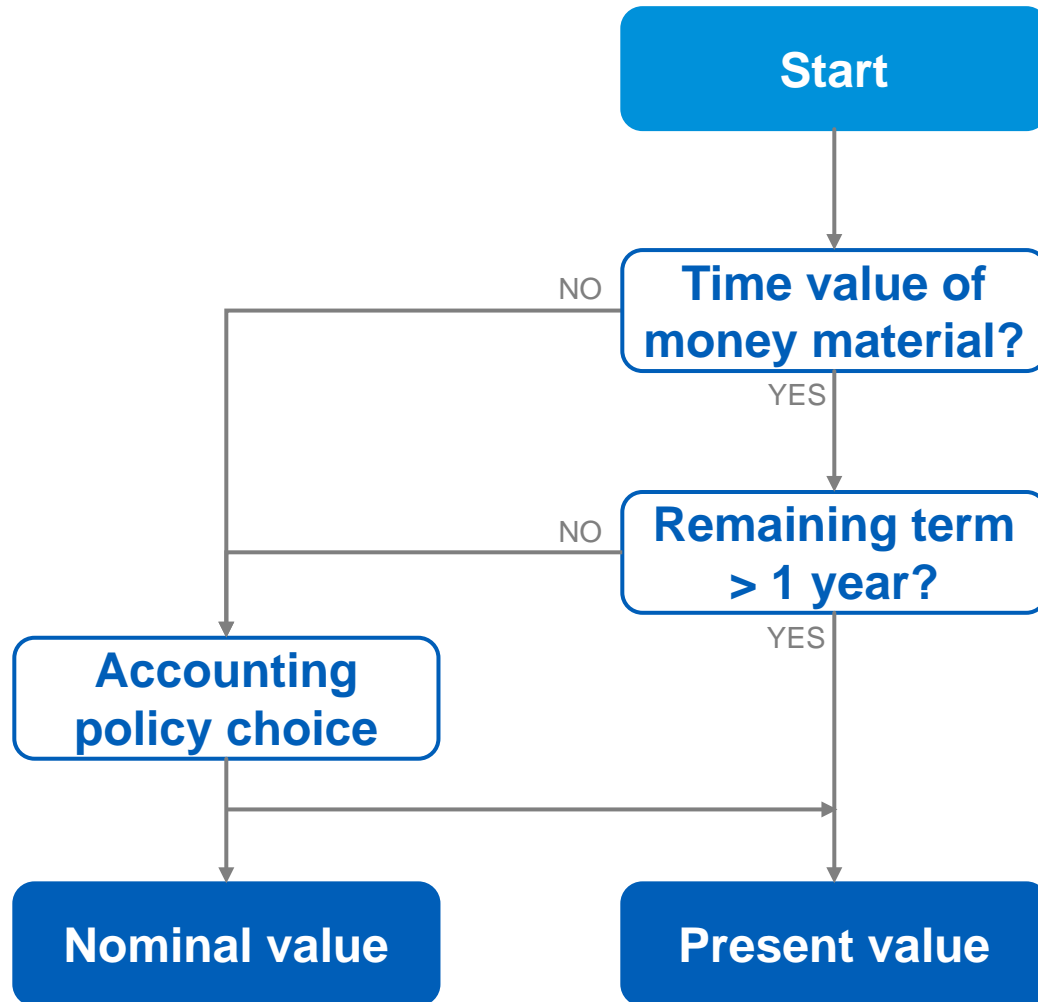 Start
NO
Time value of
money material?
YES
NO
Remaining term
> 1 year?
YES
Accounting
policy choice
Nominal value
Present value